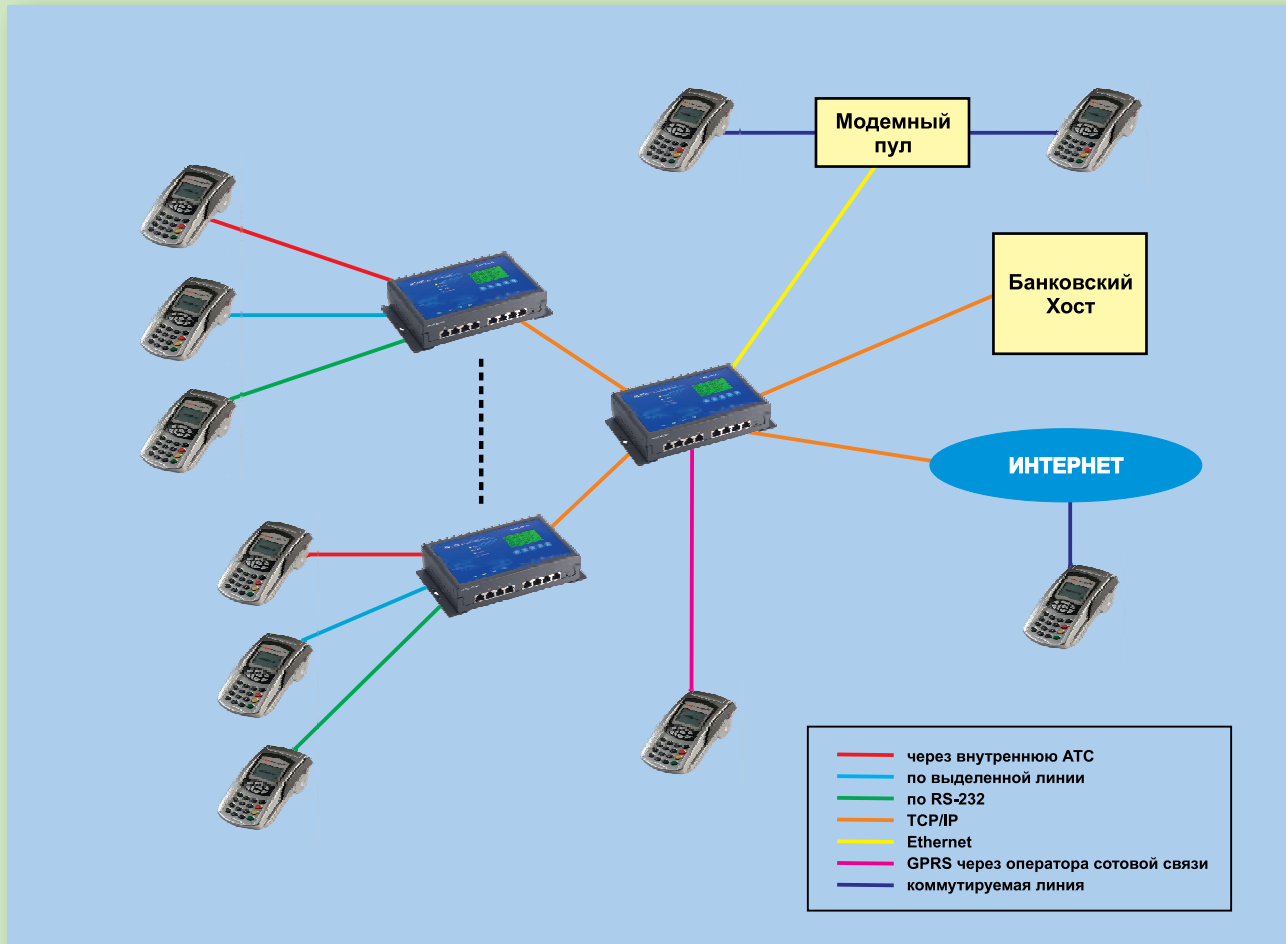 Модемный
пул
Банковский
Хост
ИНТЕРНЕТ
через внутреннюю АТС
по выделенной линии
по RS-232
TCP/IP
Ethernet
GPRS через оператора сотовой связи
коммутируемая линия